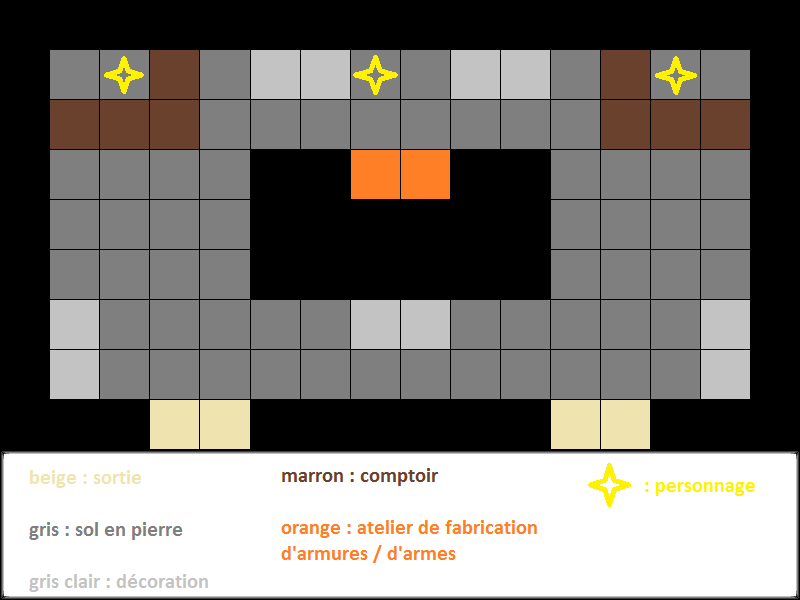 beige : sortie
marron : comptoir
: personnage
gris : sol en pierre
orange : atelier de fabrication
d'armures / d'armes
gris clair : décoration